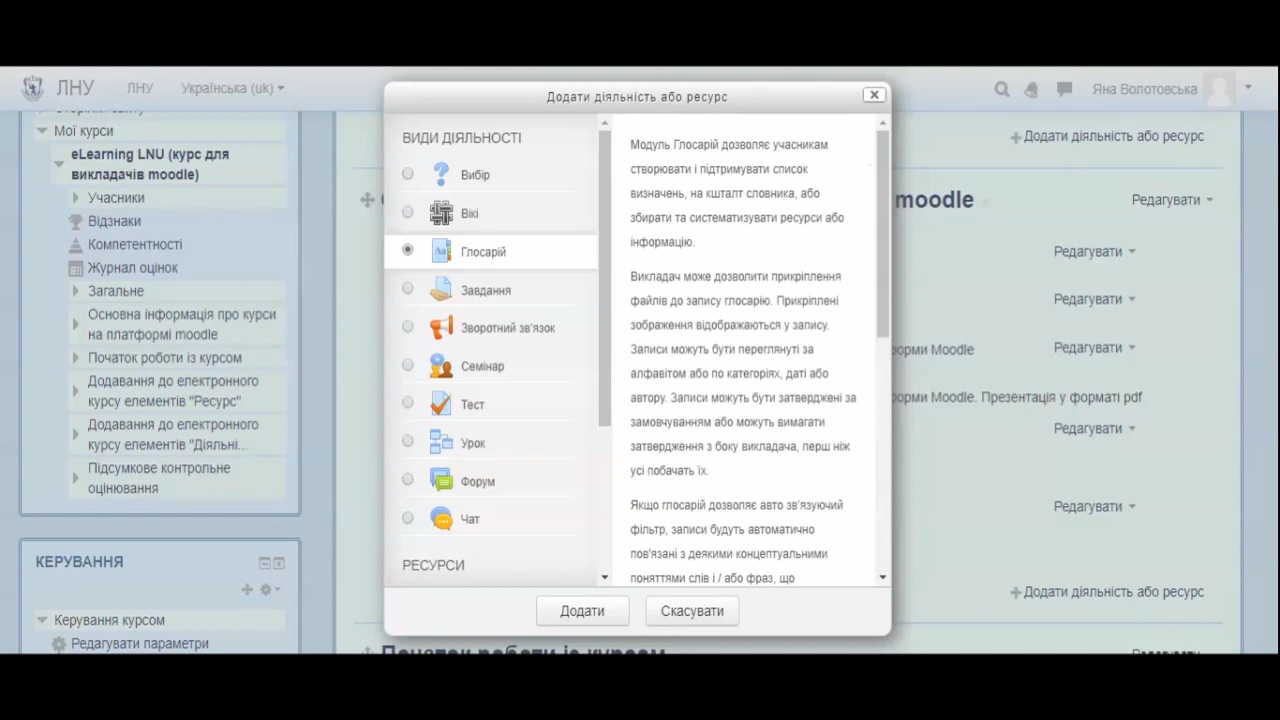 ЛНУ
ЛНУ
Українська (uk)
Яна Волотовська
Мої курси
eLearning LNU (курс для
викладачів moodle)
Учасники
Відзнаки
Компетентності
Журнал оцінок
Загальне
Основна інформація про курси
на платформі moodle
Початок роботи із курсом
Додавання до електронного
курсу елементів "Ресурс"
Додавання до електронного
курсу елементів "Діяльні...
Підсумкове контрольне
оцінювання
КЕРУВАННЯ
Керування курсом
Редагувати параметри
Додати діяльність або ресурс
ВИДИ ДІЯЛЬНОСТІ
Вибір
Вікі
Глосарій
Завдання
Зворотний зв'язок
Семінар
Тест
Урок
Форум
Чат
РЕСУРСИ
Модуль Глосарій дозволяє учасникам
створювати і підтримувати список
визначень, на кшталт словника, або
збирати та систематизувати ресурси або
інформацію.
Викладач може дозволити прикріплення
файлів до запису глосарію. Прикріплені
зображення відображаються у запису.
Записи можуть бути переглянуті за
алфавітом або по категоріях, даті або
автору. Записи можуть бути затверджені за
замовчуванням або можуть вимагати
затвердження з боку викладача, перш ніж
усі побачать їх.
Якщо глосарій дозволяє авто зв'язуючий
фільтр, записи будуть автоматично
пов'язані з деякими концептуальними
поняттями слів і / або фраз, що
Додати
Скасувати
Додати діяльність або ресурс
moodle
Редагувати
Редагувати
Редагувати
орми Moodle
Редагувати
орми Moodle. Презентація у форматі pdf
Редагувати
Редагувати
Додати діяльність або ресурс
Початок роботи із курсом
Редагувати